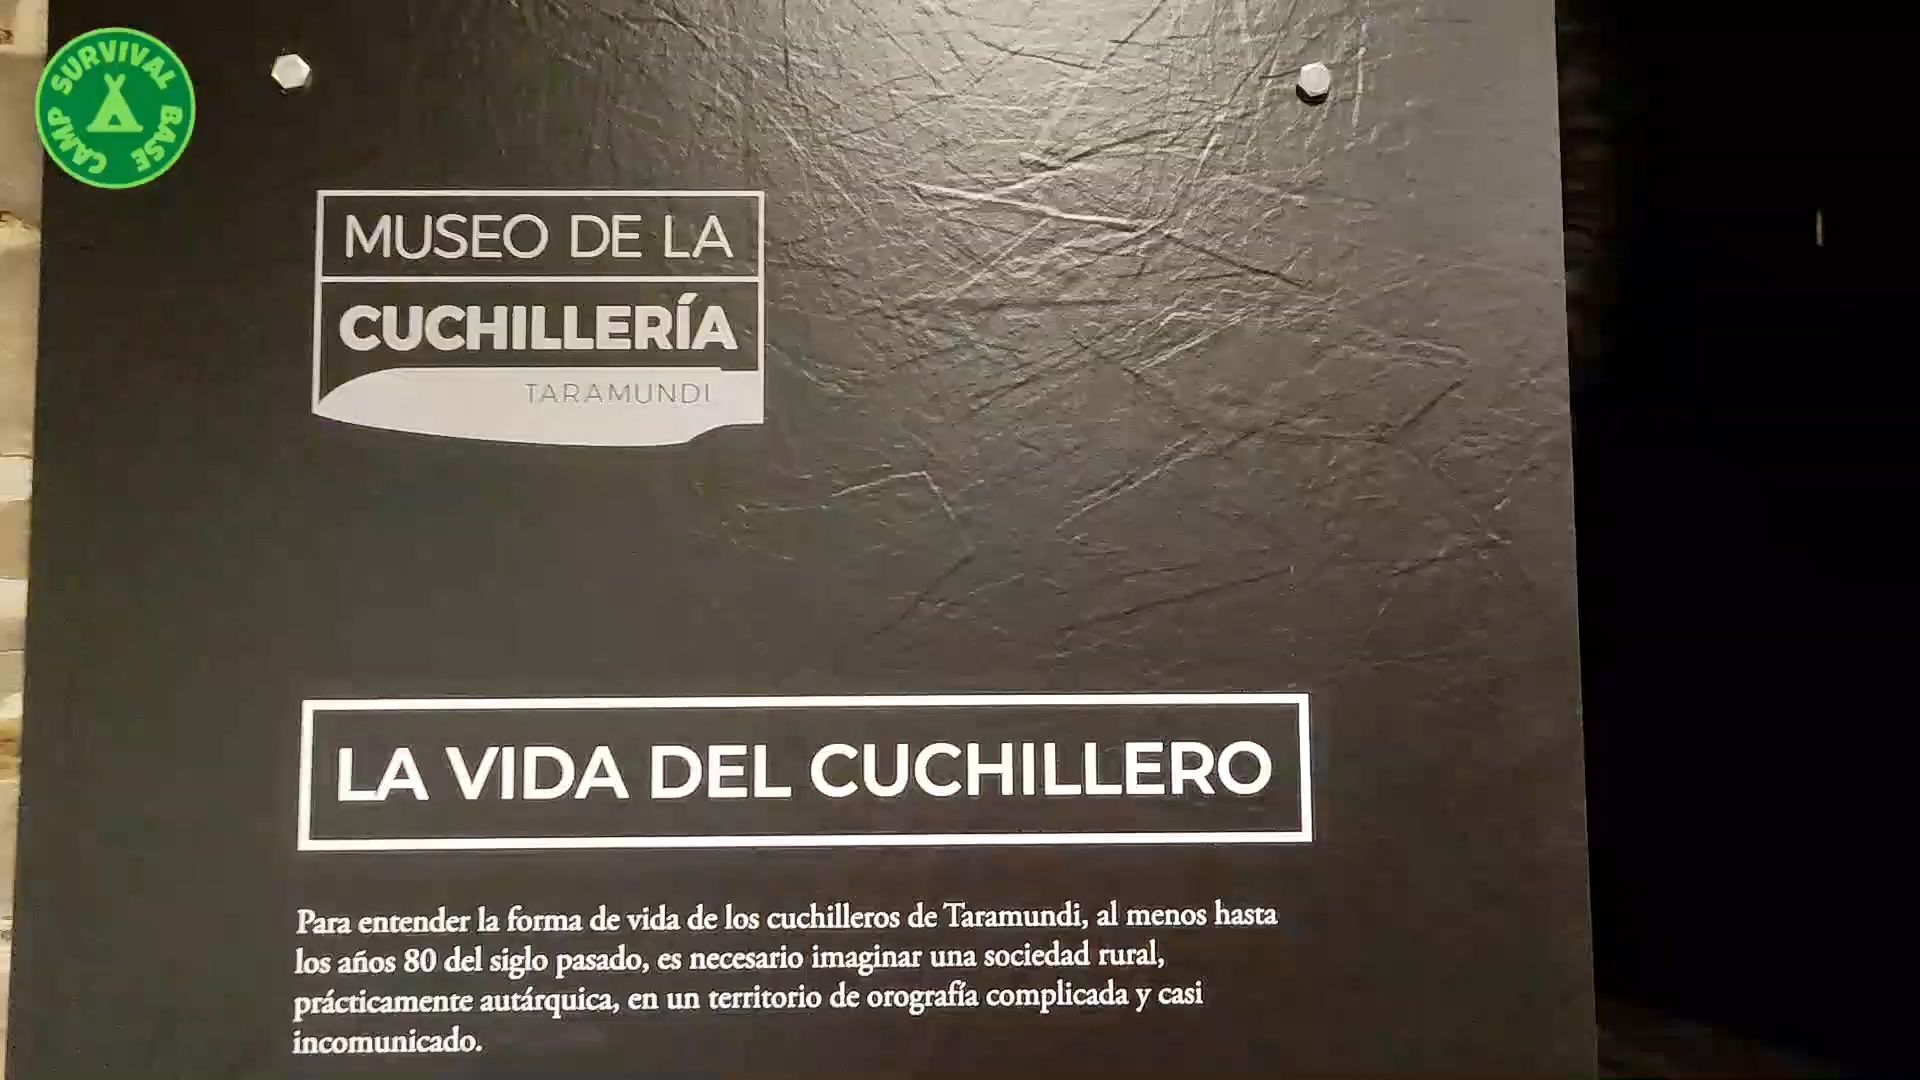 SURVIVAL BASE CAMP
MUSEO DE LA
CUCHILLERÍA
TARAMUNDI
LA VIDA DEL CUCHILLERO
Para entender la forma de vida de los cuchilleros de Taramundi, al menos hasta
los años 80 del siglo pasado, es necesario imaginar una sociedad rural,
prácticamente autárquica, en un territorio de orografía complicada y casi
incomunicado.